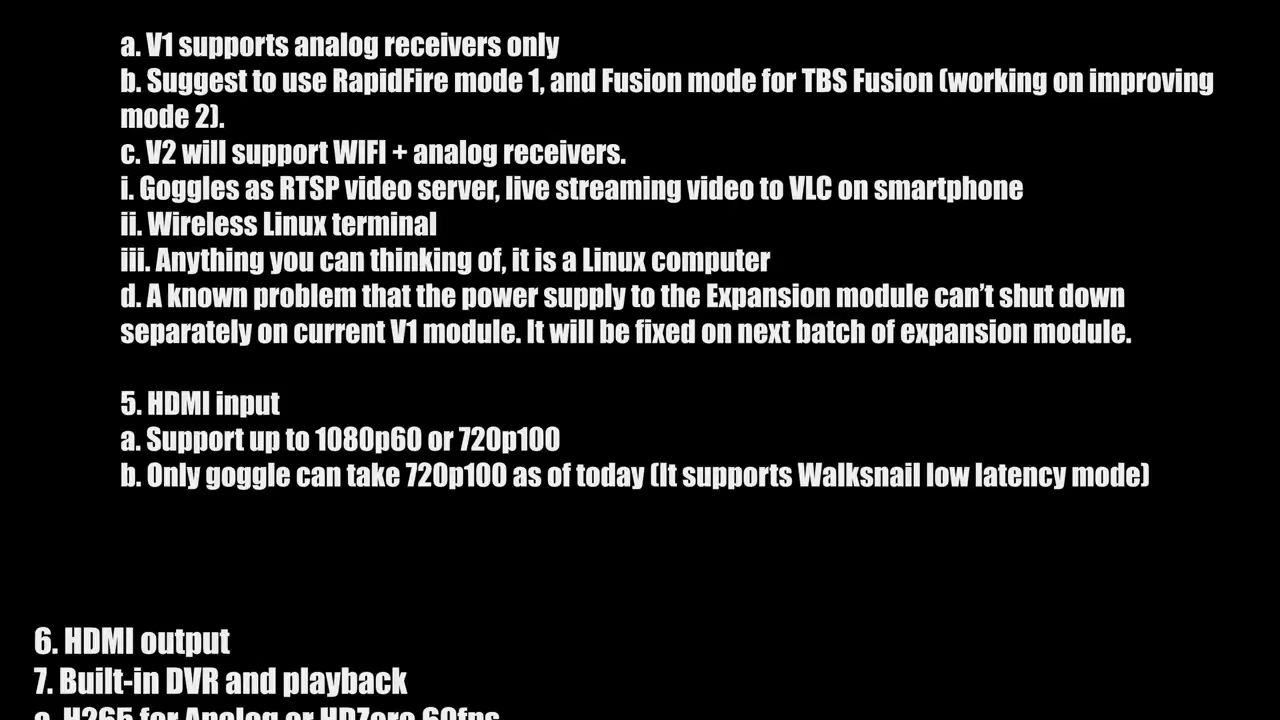 a. V1 supports analog receivers only
b. Suggest to use RapidFire mode 1, and Fusion mode for TBS Fusion (working on improving
mode 2).
c. V2 will support WIFI + analog receivers.
i. Goggles as RTSP video server, live streaming video to VLC on smartphone
ii. Wireless Linux terminal
iii. Anything you can thinking of, it is a Linux computer
d. A known problem that the power supply to the Expansion module can’t shut down
separately on current V1 module. It will be fixed on next batch of expansion module.
5. HDMI input
a. Support up to 1080p60 or 720p100
b. Only goggle can take 720p100 as of today (It supports Walksnail low latency mode)
6. HDMI output
7. Built-in DVR and playback
a. H265 for Analog or HDZero 60fps